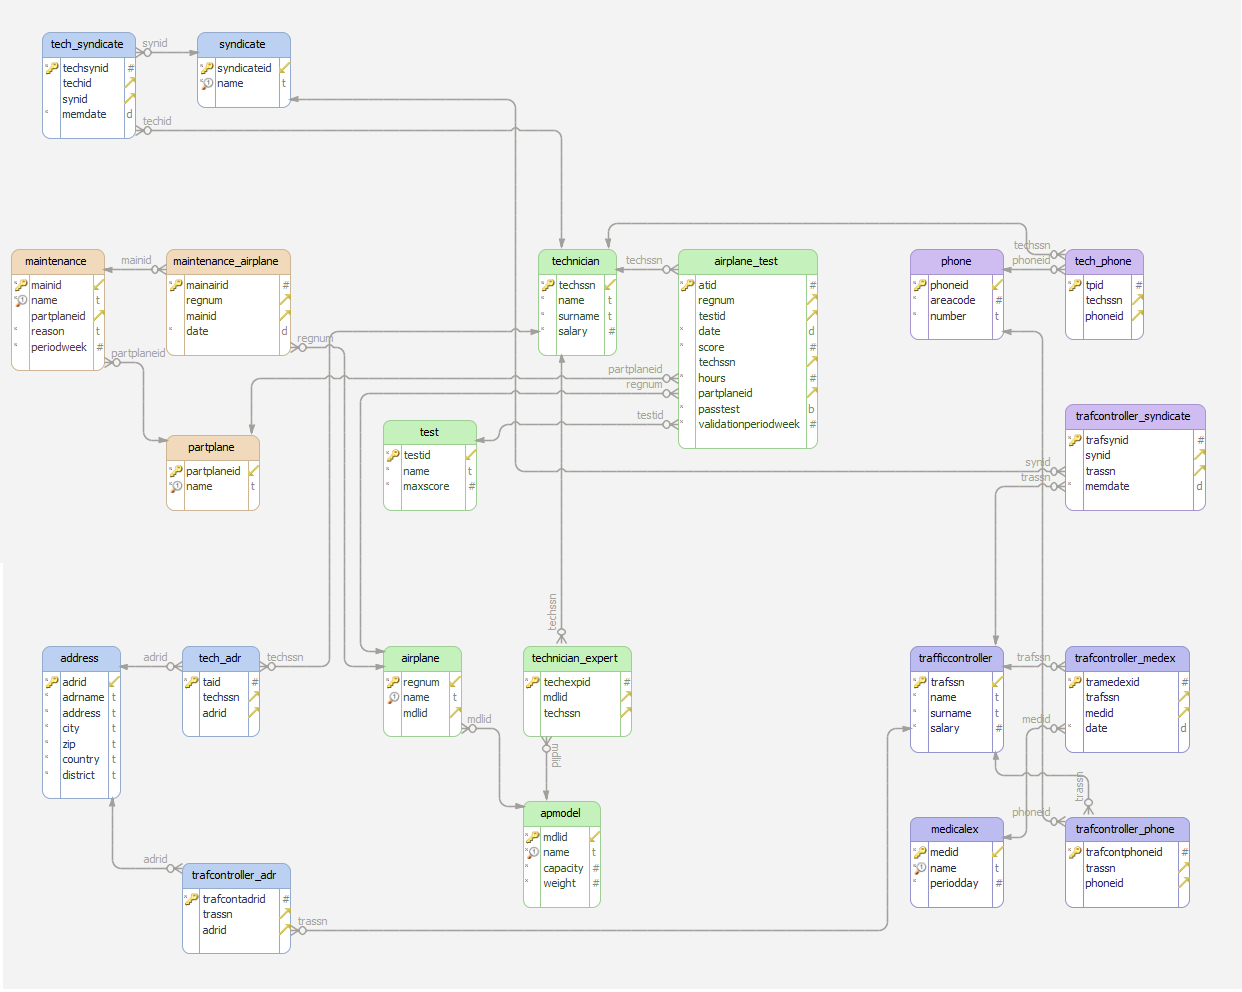 tech_syndicate
techsynid #
techid
synid
memdate d
synid
techid
syndicate
syndicateid
name t
maintenance
mainid
name t
partplaneid
reason t
periodweek #
mainid
partplaneid
maintenance_airplane
mainairid #
regnum
mainid
date d
regnum
partplane
partplaneid
name t
technician
techssn
name t
surname t
salary #
techssn
airplane_test
atid #
regnum
testid
date d
score #
techssn
hours #
partplaneid
passtest b
validationperiodweek #
partplaneid
regnum
testid
test
testid
name t
maxscore #
phone
phoneid
areacode #
number t
techssn
phoneid
tech_phone
tpid #
techssn
phoneid
trafcontroller_syndicate
trafsynid #
synid
trassn
memdate d
synid
trassn
address
adrid
adrname t
address t
city t
zip t
country t
district t
adrid
tech_adr
taid #
techssn
adrid
techssn
airplane
regnum
name t
mdlid
mdlid
techssn
technician_expert
techexpid #
mdlid
techssn
mdlid
apmodel
mdlid
name t
capacity #
weight #
trafficcontroller
trafssn
name t
surname t
salary #
trafssn
medid
trafcontroller_medex
tramedexid #
trafssn
medid
date d
trassn
phoneid
medicalex
medid
name t
periodday #
trafcontroller_phone
trafcontphoneid #
trassn
phoneid
adrid
trafcontroller_adr
trafcontadrid #
trassn
adrid
trassn